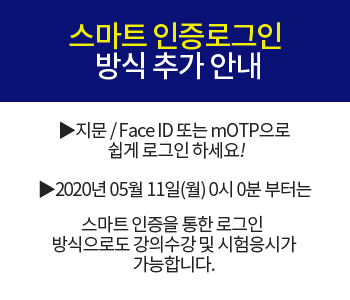 스마트 인증로그인
방식 추가 안내
▶지문 / Face ID 또는 mOTP으로
쉽게 로그인 하세요!
▶2020년 05월 11일(월) 0시 0분 부터는
스마트 인증을 통한 로그인
방식으로도 강의수강 및 시험응시가
가능합니다.